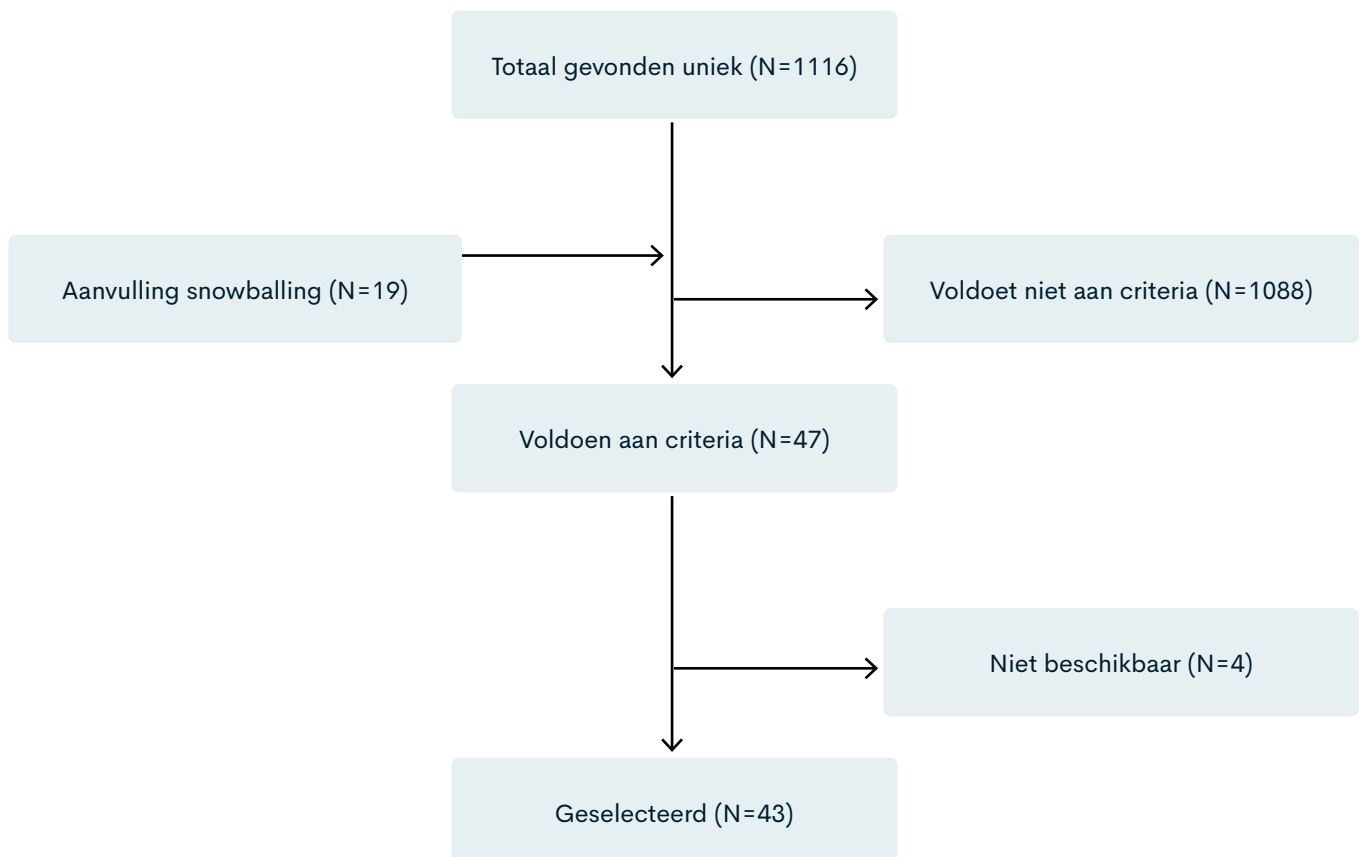 Totaal gevonden uniek (N=1116)
Aanvulling snowballing (N=19)
Voldoet niet aan criteria (N=1088)
Voldoen aan criteria (N=47)
Niet beschikbaar (N=4)
Geselecteerd (N=43)